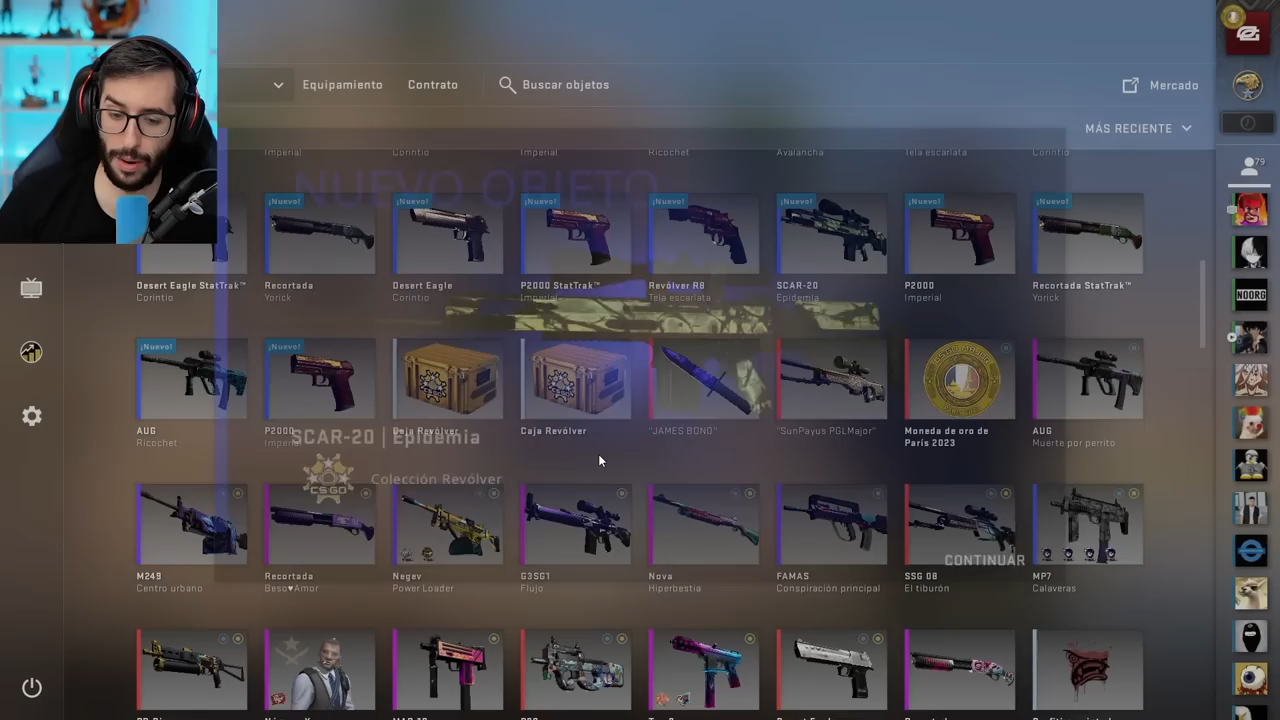 Equipamiento
Contrato
Buscar objetos
Mercado
MÁS RECIENTE
79
Imperial
Corintio
Imperial
Ricochet
Avalancha
Tela escarlata
Corintio
NUEVO OBJETO
¡Nuevo!
¡Nuevo!
¡Nuevo!
¡Nuevo!
¡Nuevo!
¡Nuevo!
¡Nuevo!
Desert Eagle StatTrak™
Corintio
Recortada
Yorick
Desert Eagle
Corintio
P2000 StatTrak™
Imperial
Revólver R8
Tela escarlata
SCAR-20
Epidemia
P2000
Imperial
Recortada StatTrak™
Yorick
¡Nuevo!
¡Nuevo!
AUG
Ricochet
P2000
Imperial
Caja Revólver
Caja Revólver
"JAMES BOND"
"SunPayus PGLMajor"
Moneda de oro de
París 2023
AUG
Muerte por perrito
SCAR-20 | Epidemia
CS:GO
Colección Revólver
NOORG
CONTINUAR
M249
Centro urbano
Recortada
Beso♥Amor
Negev
Power Loader
G3SG1
Flujo
Nova
Hiperbestia
FAMAS
Conspiración principal
SSG 08
El tiburón
MP7
Calaveras